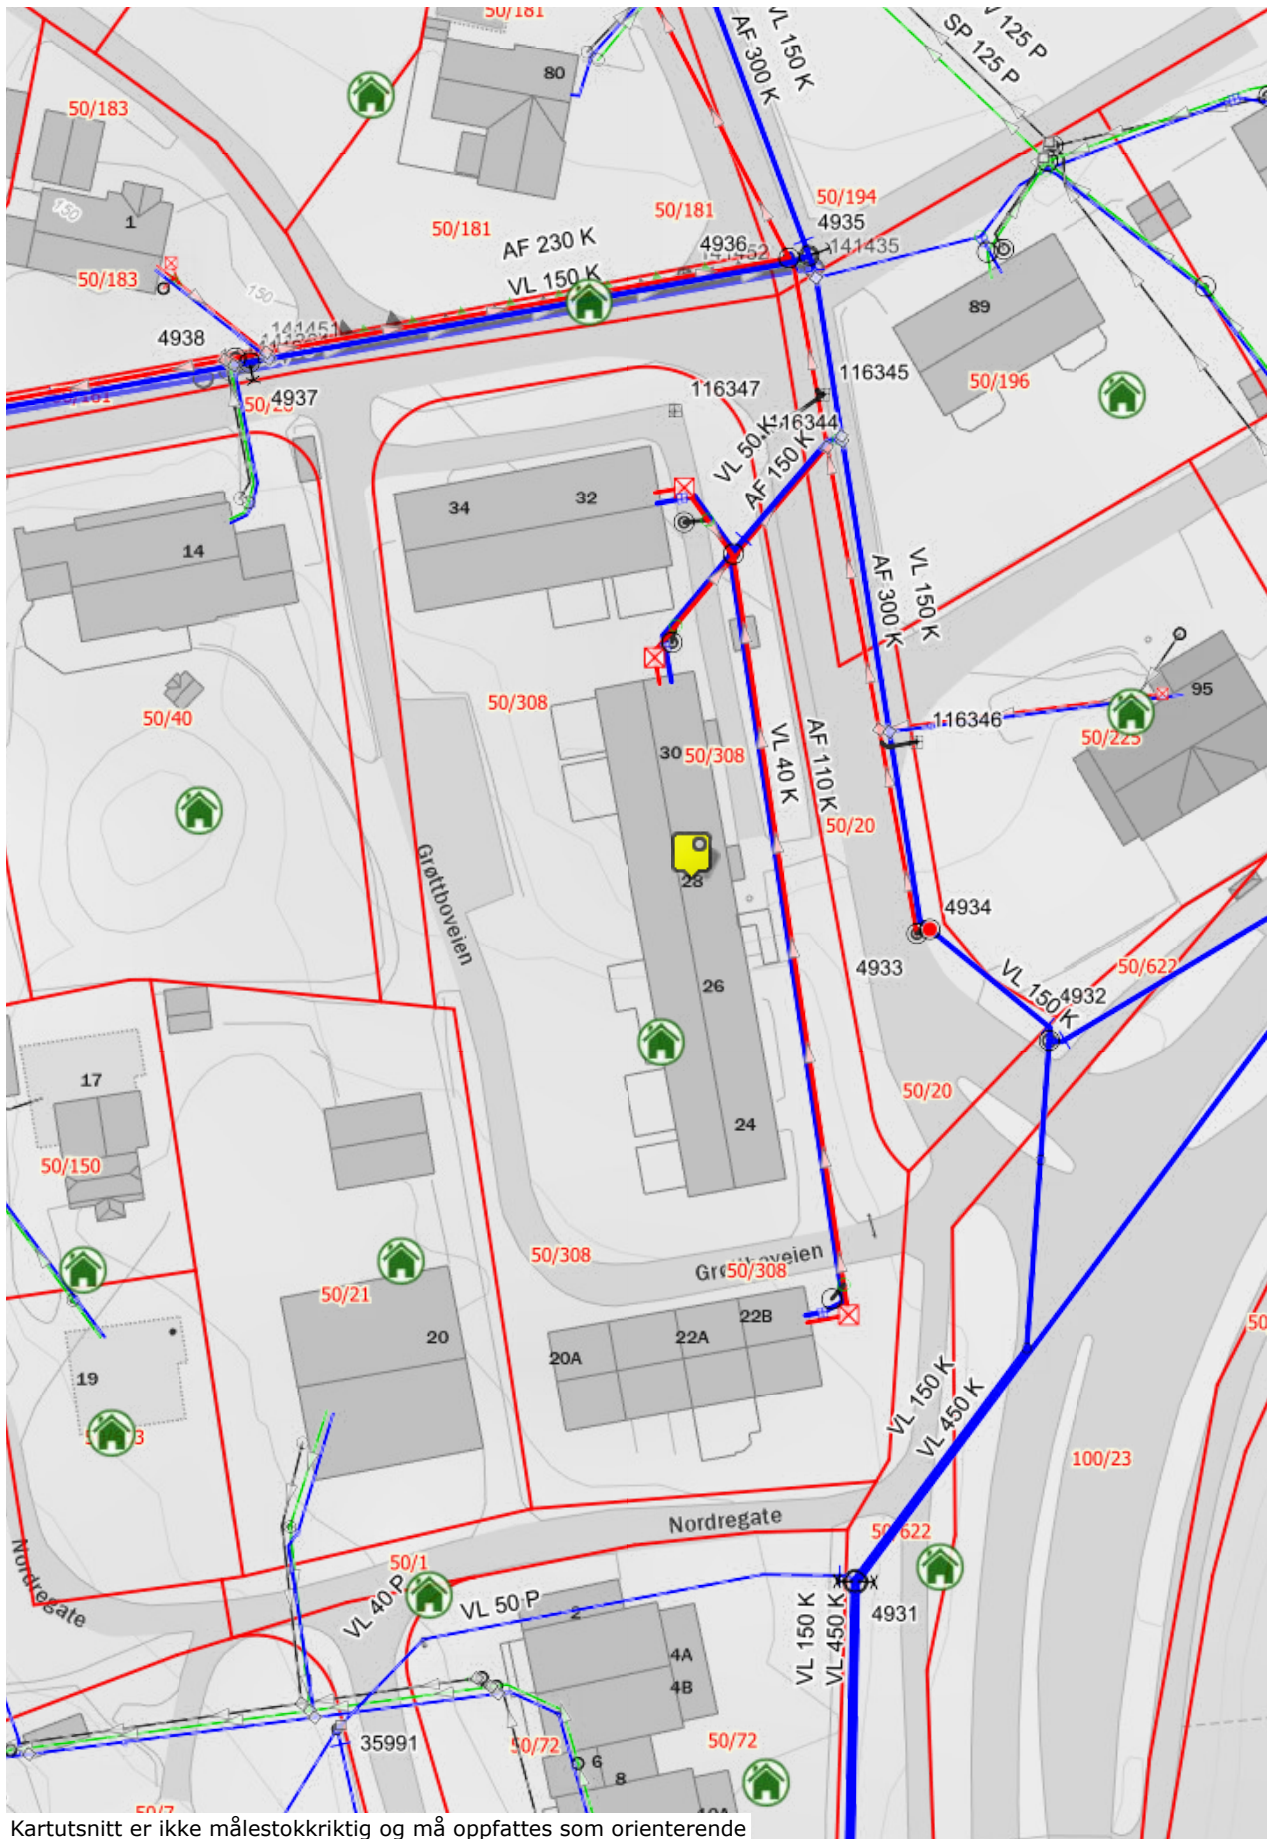 50/181
VL 150 K
AF 300 K
V 125 P
SP 125 P
80
50/183
150
1
50/181
50/181
50/194
4935
4936
141435
141452
AF 230 K
VL 150 K
50/183
150
89
4938
141451
4937
50/196
116345
116347
116344
VL 50 K
AF 150 K
34
32
14
VL 150 K
AF 300 K
50/40
50/308
95
116346
50/225
30
50/308
VL 40 K
AF 110 K
50/20
Grøttboveien
28
4934
4933
26
50/622
VL 150 K
4932
17
50/20
24
50/150
50/308
Grøttboveien
50/308
50/21
22B
20
22A
20A
19
VL 150 K
VL 450 K
100/23
Nordregate
50/622
Nordregate
50/1
VL 40 P
VL 50 P
2
4931
VL 150 K
VL 450 K
4A
4B
35991
50/72
50/72
6
8
Kartutsnitt er ikke målestokkriktig og må oppfattes som orienterende